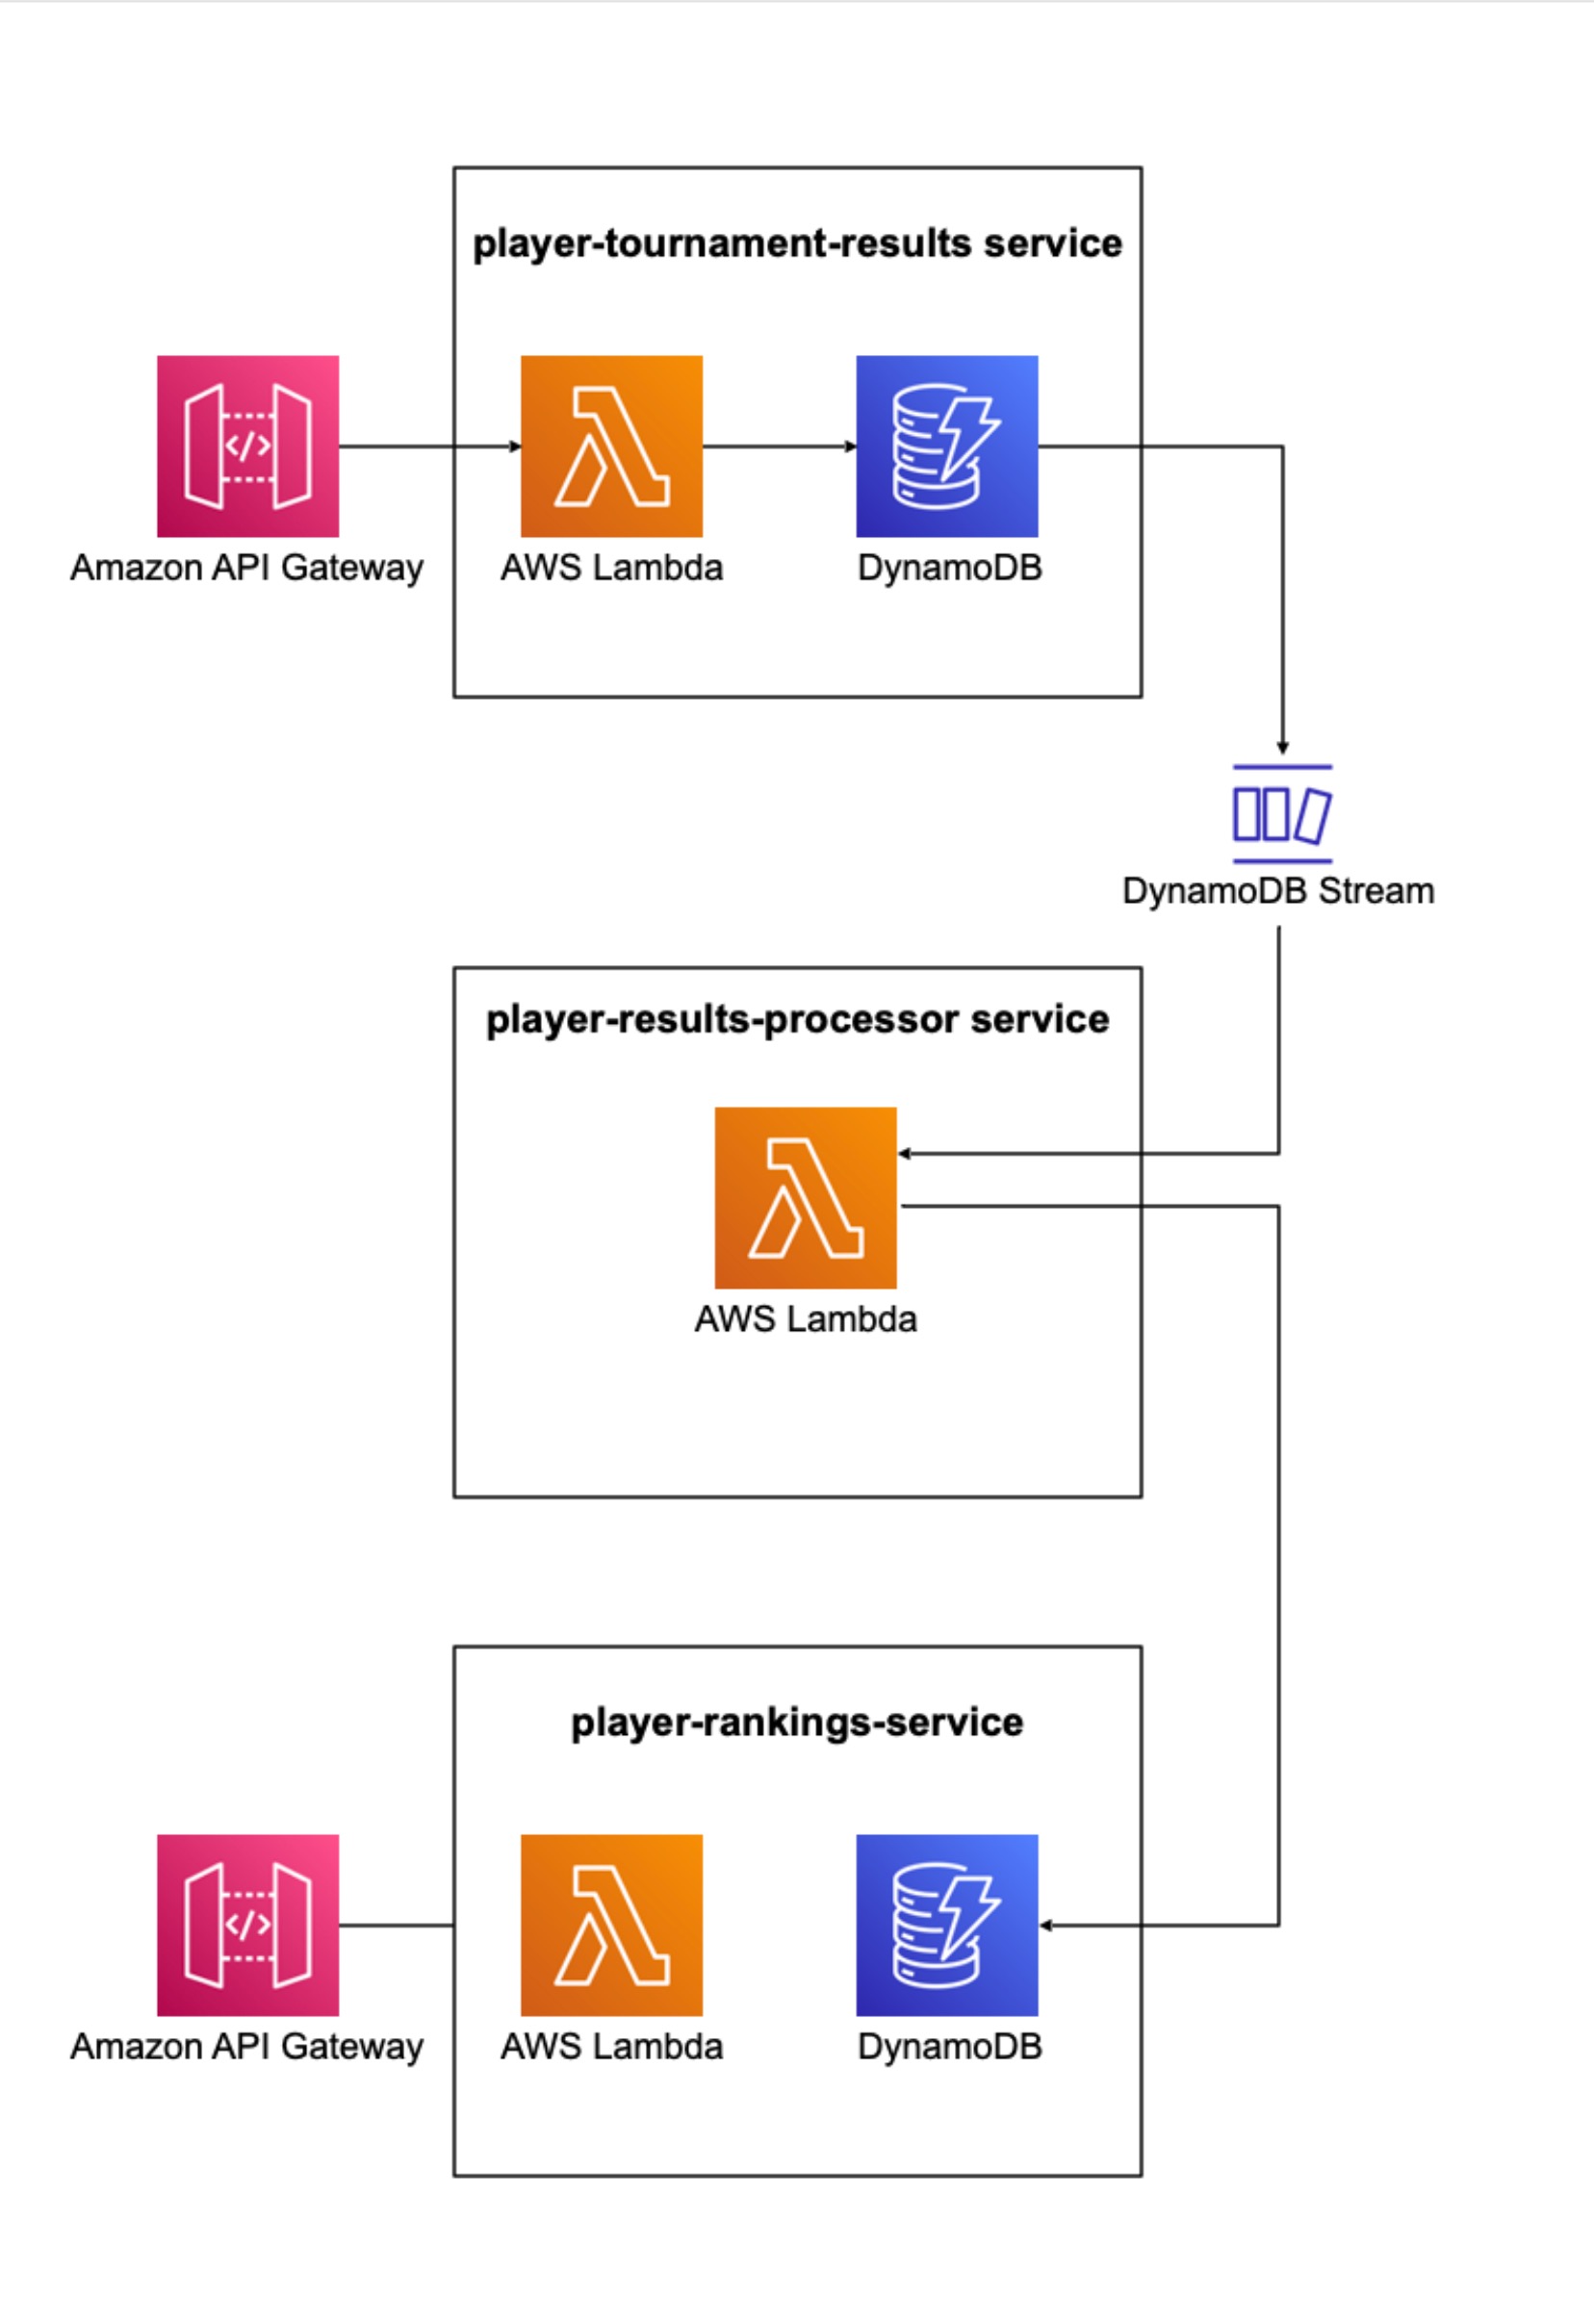 player-tournament-results service
Amazon API Gateway
AWS Lambda
DynamoDB
DynamoDB Stream
player-results-processor service
AWS Lambda
player-rankings-service
Amazon API Gateway
AWS Lambda
DynamoDB